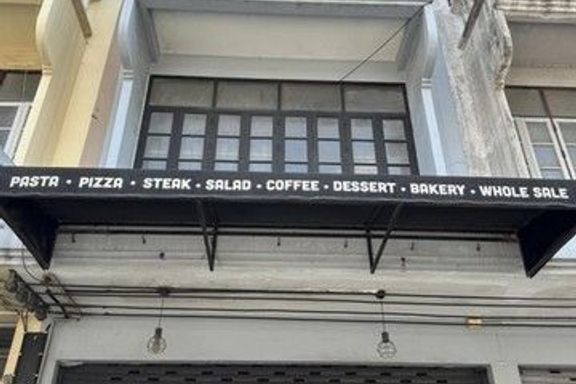 PASTA • PIZZA • STEAK • SALAD • COFFEE • DESSERT • BAKERY • WHOLE SALE